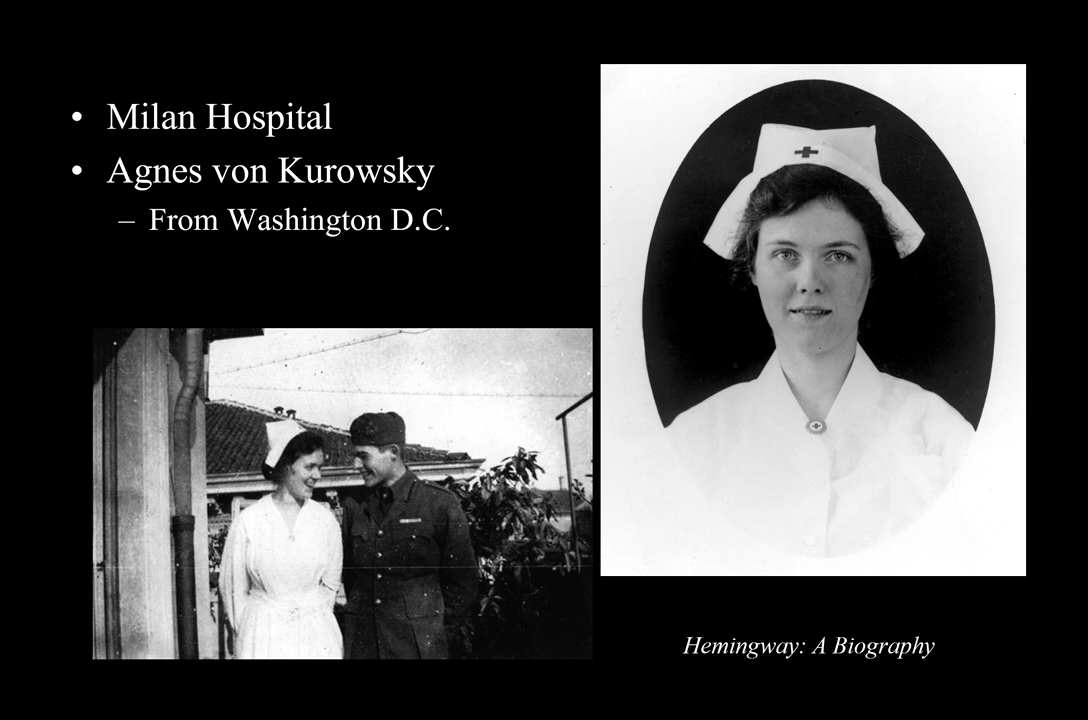 • Milan Hospital
• Agnes von Kurowsky
– From Washington D.C.
Hemingway: A Biography